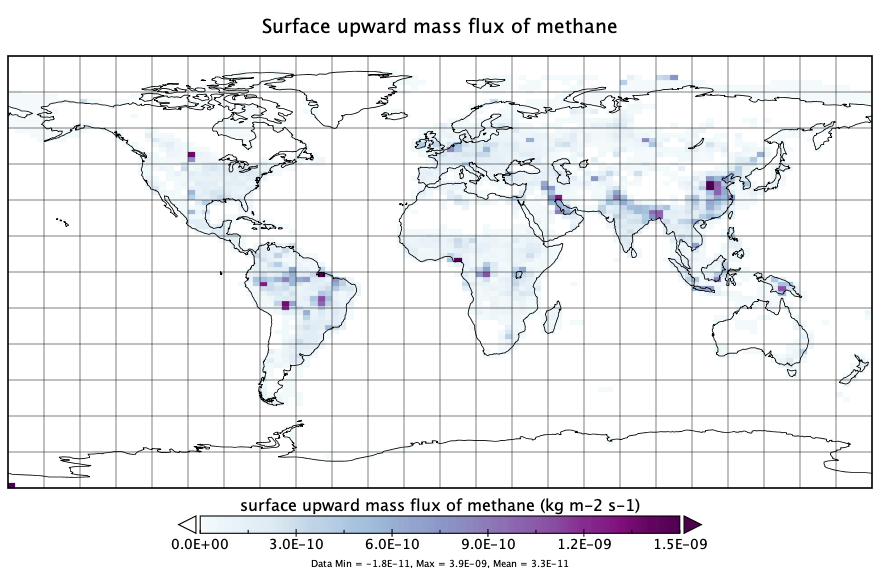 Surface upward mass flux of methane
surface upward mass flux of methane (kg m-2 s-1)
0.0E+00 3.0E-10 6.0E-10 9.0E-10 1.2E-09 1.5E-09
Data Min = -1.8E-11, Max = 3.9E-09, Mean = 3.3E-11